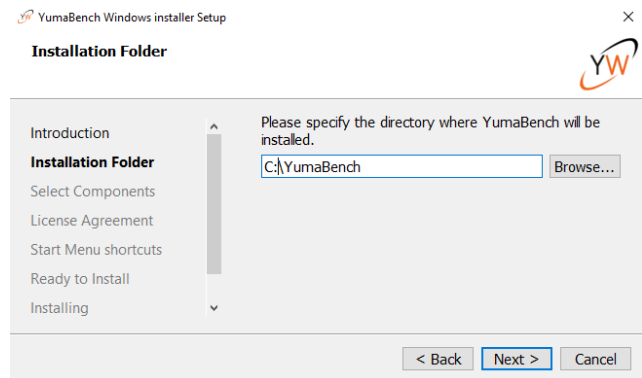 YumaBench Windows installer Setup
Installation Folder
YW
Introduction
Installation Folder
Select Components
License Agreement
Start Menu shortcuts
Ready to Install
Installing
Please specify the directory where YumaBench will be
installed.
C:\YumaBench
Browse...
< Back
Next >
Cancel